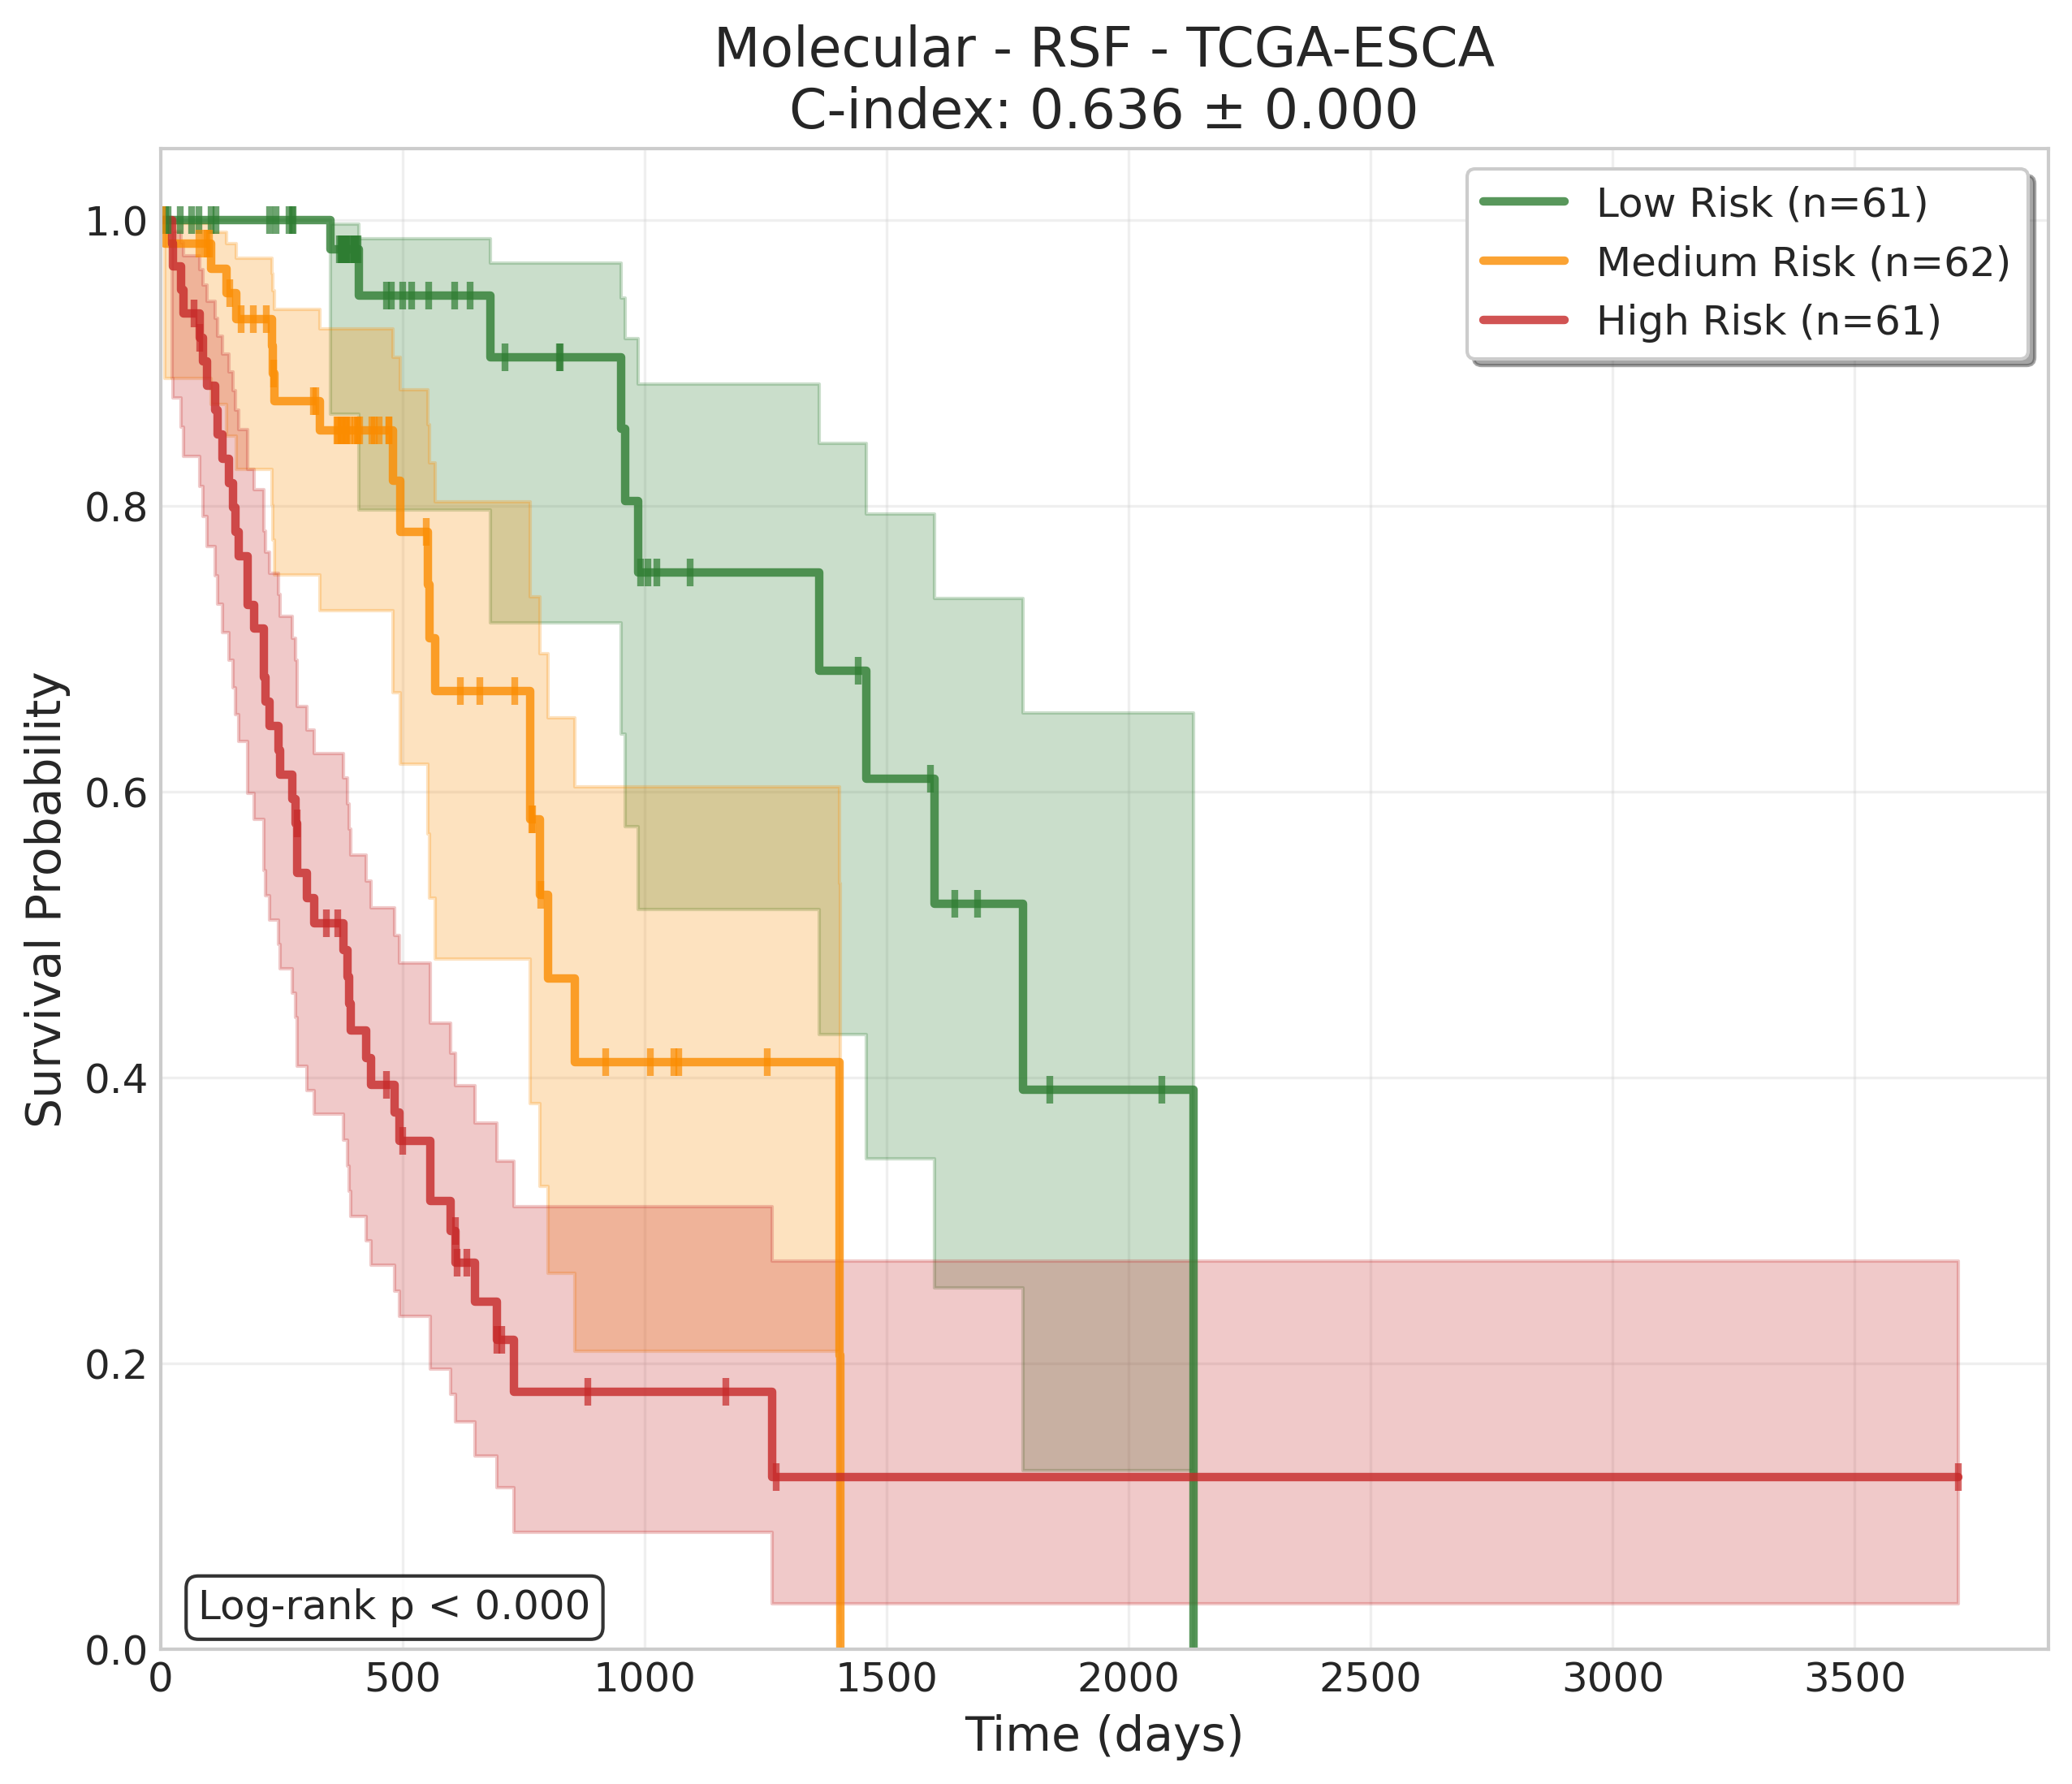 Molecular - RSF - TCGA-ESCA
C-index: 0.636 ± 0.000
Low Risk (n=61)
Medium Risk (n=62)
High Risk (n=61)
Survival Probability
1.0
0.8
0.6
0.4
0.2
0.0
Log-rank p < 0.000
0 500 1000 1500 2000 2500 3000 3500
Time (days)